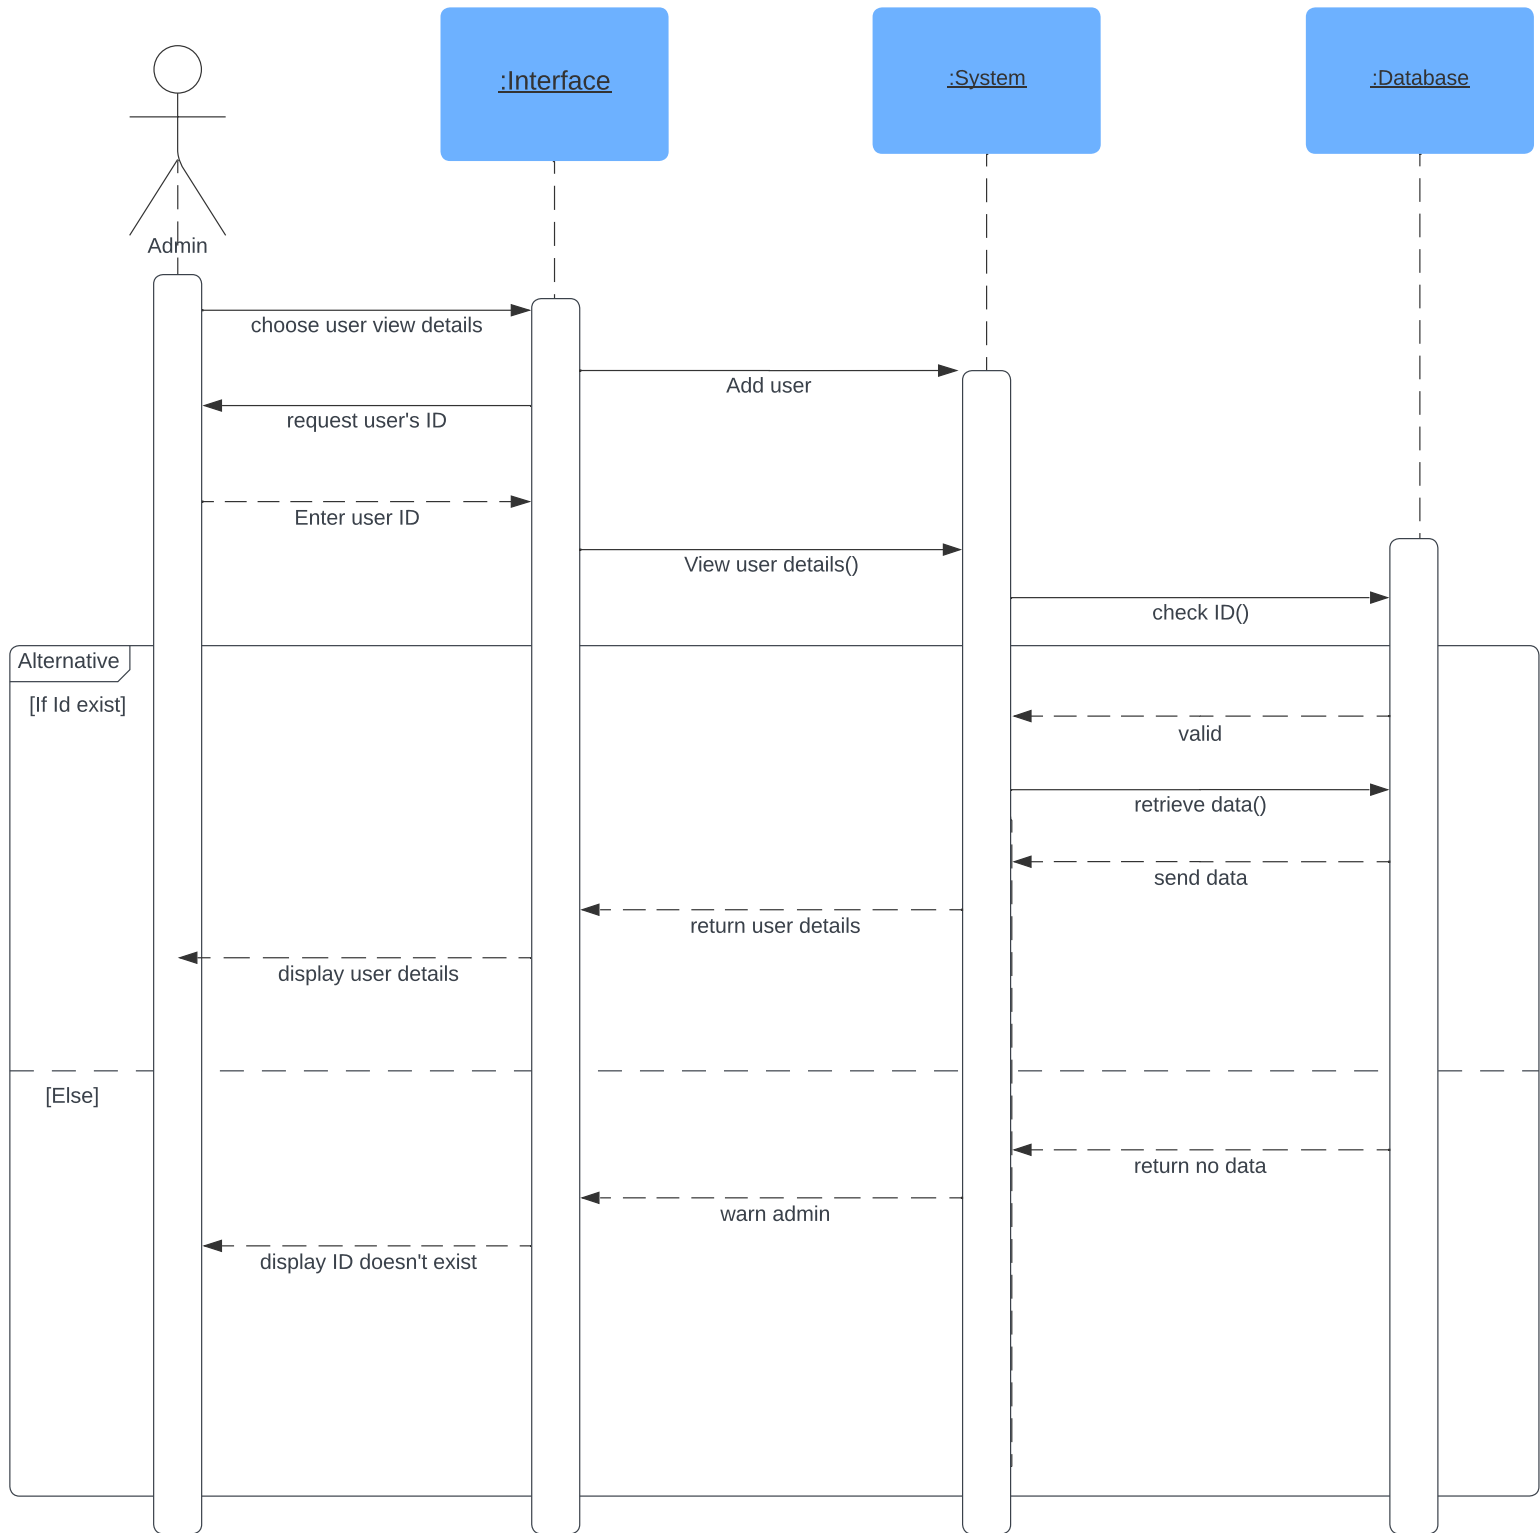 :Interface
:System
:Database
Admin
choose user view details
Add user
request user's ID
Enter user ID
View user details()
check ID()
Alternative
[If Id exist]
valid
retrieve data()
send data
return user details
display user details
[Else]
return no data
warn admin
display ID doesn't exist